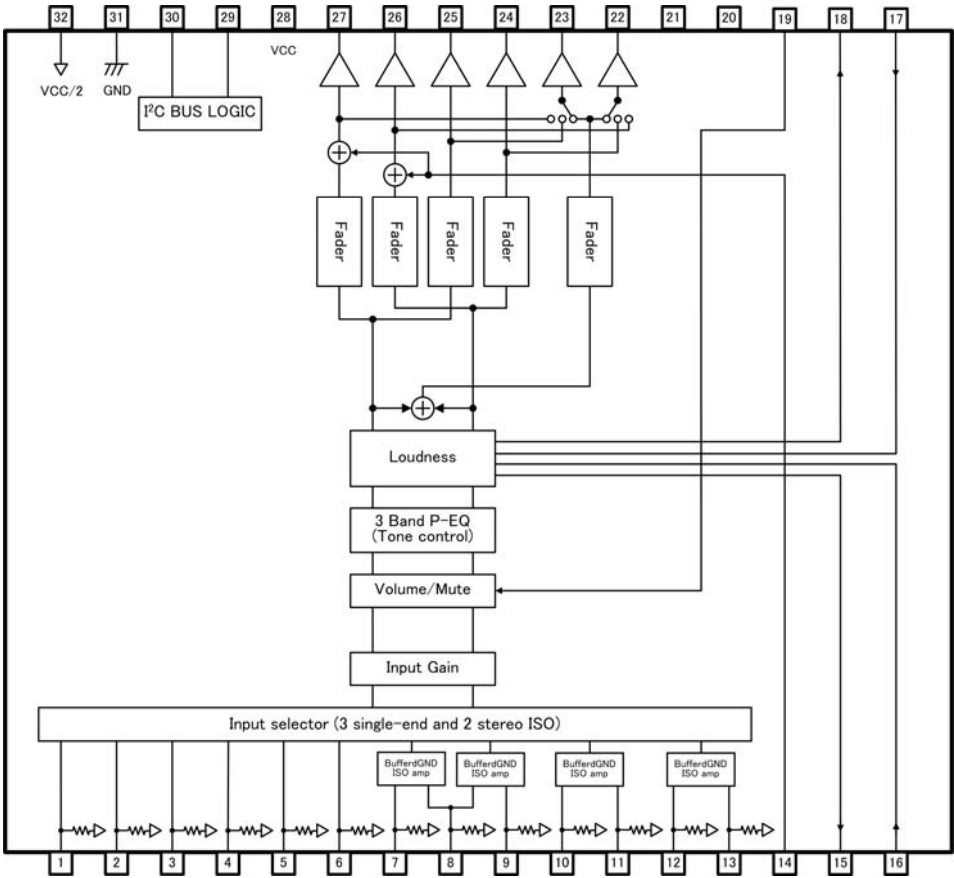 32 31 30 29 28 27 26 25 24 23 22 21 20 19 18 17
VCC
VCC/2 GND
I²C BUS LOGIC
Fader Fader Fader Fader Fader
Loudness
3 Band P-EQ
(Tone control)
Volume/Mute
Input Gain
Input selector (3 single-end and 2 stereo ISO)
BufferdGND BufferdGND BufferdGND BufferdGND
ISO amp ISO amp ISO amp ISO amp
1 2 3 4 5 6 7 8 9 10 11 12 13 14 15 16